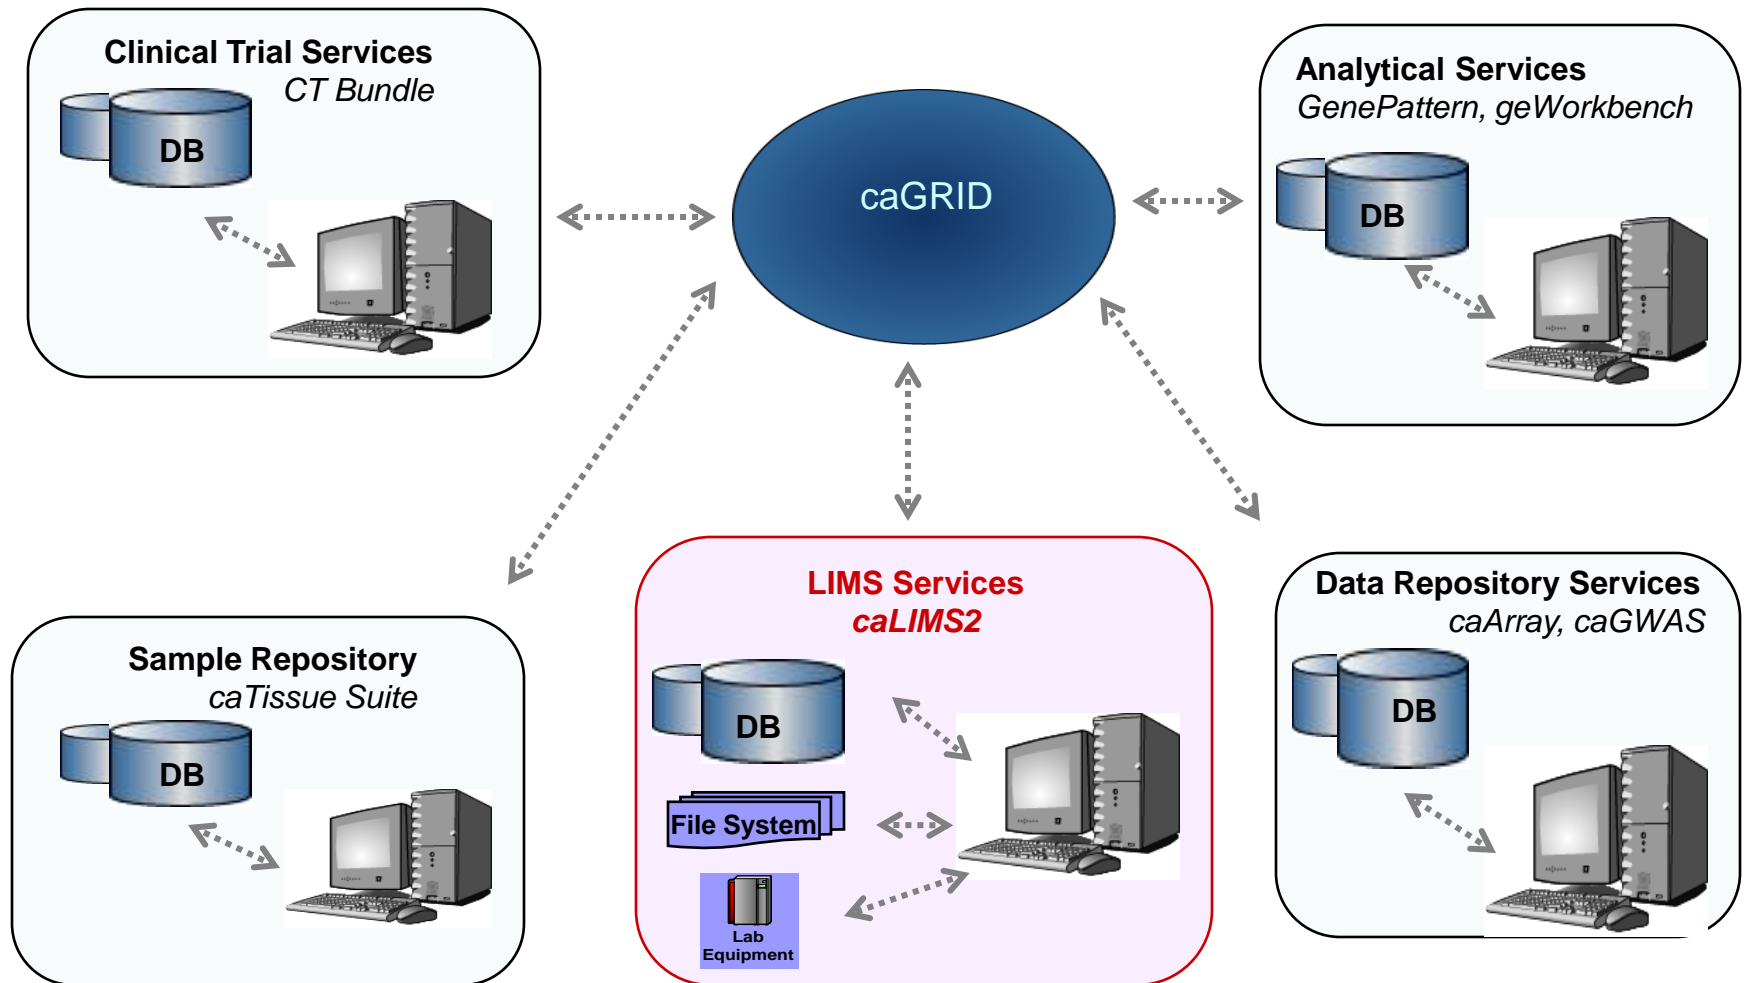 Clinical Trial Services
CT Bundle
DB
caGRID
Analytical Services
GenePattern, geWorkbench
DB
Sample Repository
caTissue Suite
DB
LIMS Services
caLIMS2
DB
File System
Lab
Equipment
Data Repository Services
caArray, caGWAS
DB